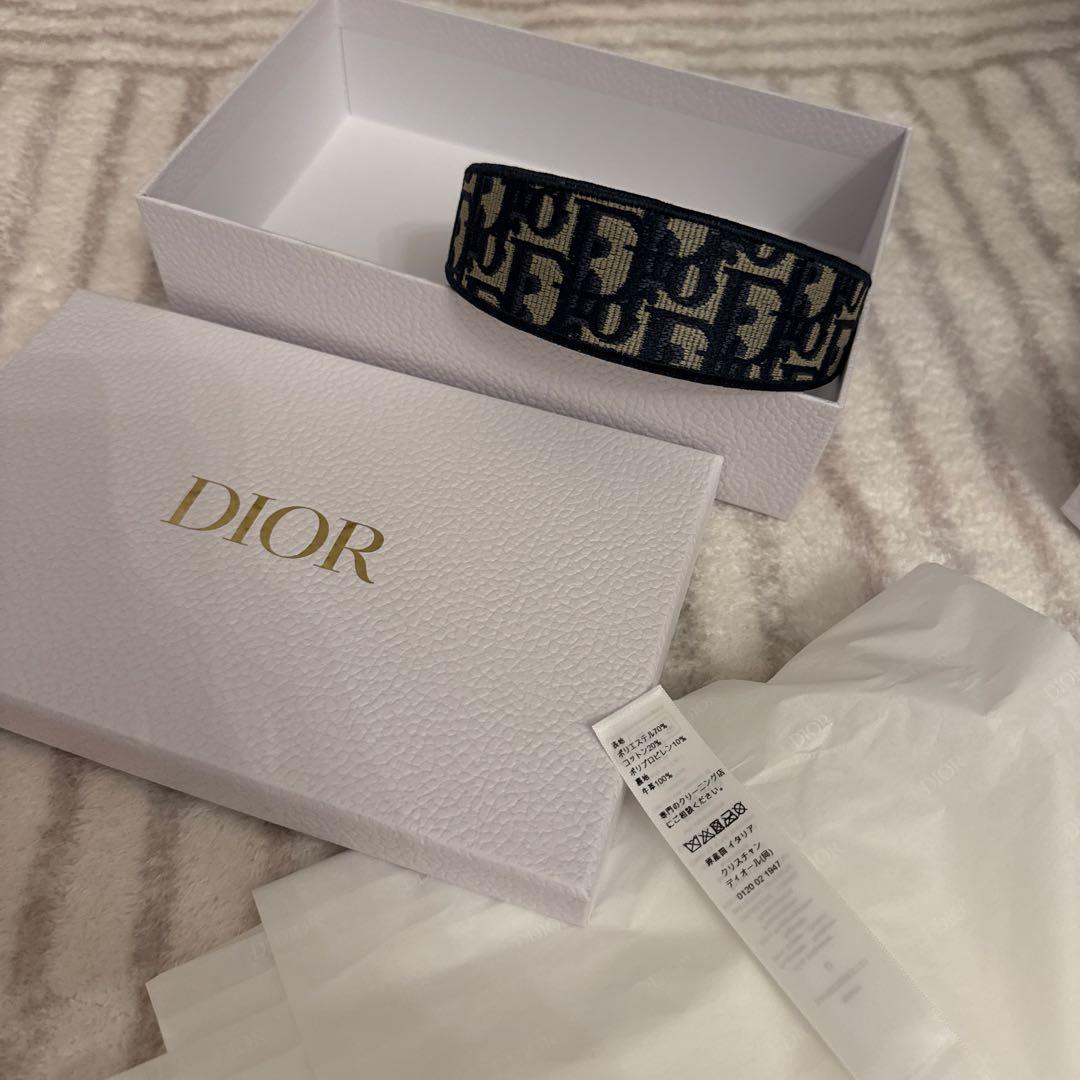 DIOR
表地
ポリエステル70%
コットン20%
ポリプロピレン10%
裏地
牛革100%
専門のクリーニング店
にご相談ください。
原産国 イタリア
クリスチャン
ディオール(同)
0120 02 1947
DIOR
DIOR